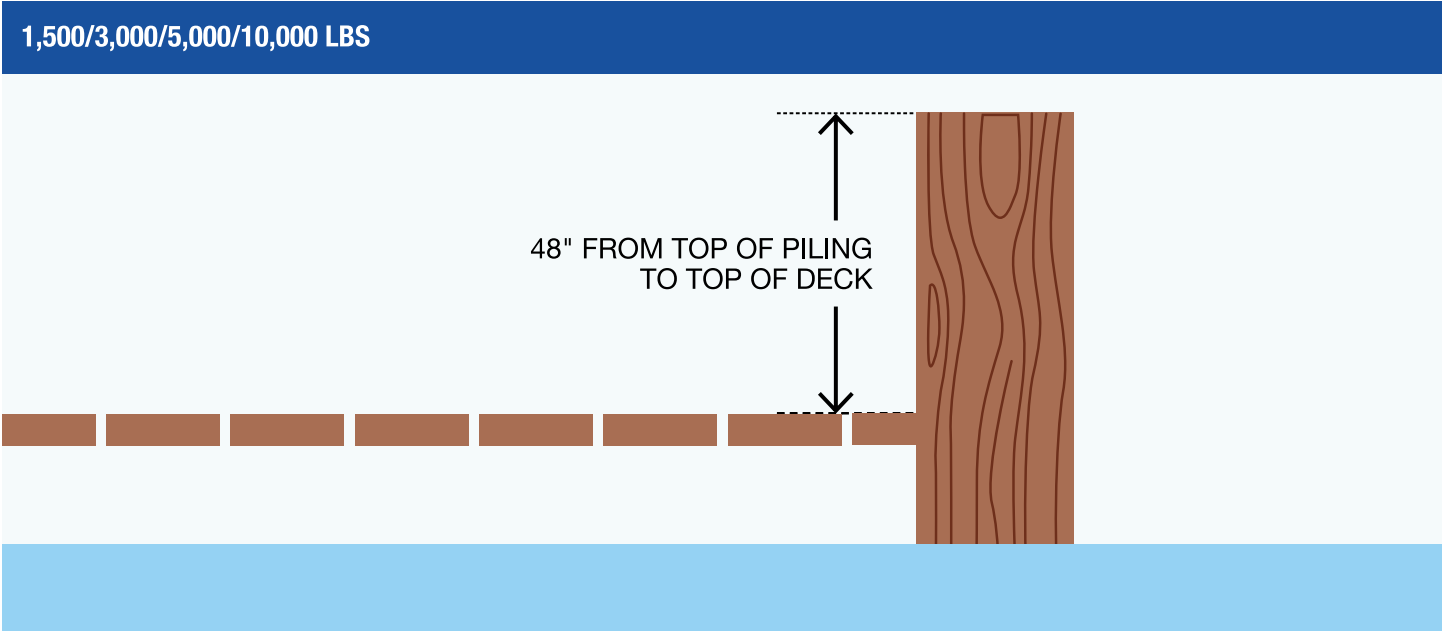 1,500/3,000/5,000/10,000 LBS
48" FROM TOP OF PILING
TO TOP OF DECK